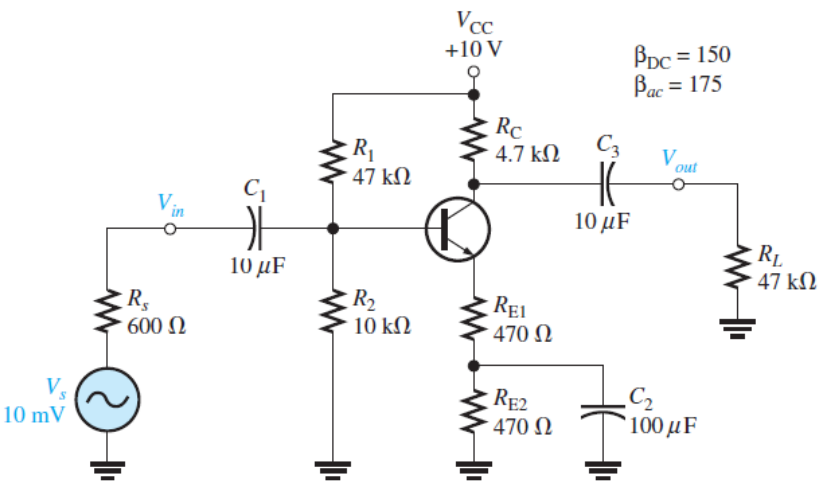 VCC
+10 V
βDC = 150
βac = 175
RC
4.7 kΩ
C3
10 μF
Vout
R1
47 kΩ
C1
10 μF
Vin
RL
47 kΩ
Rs
600 Ω
R2
10 kΩ
RE1
470 Ω
Vs
10 mV
RE2
470 Ω
C2
100 μF